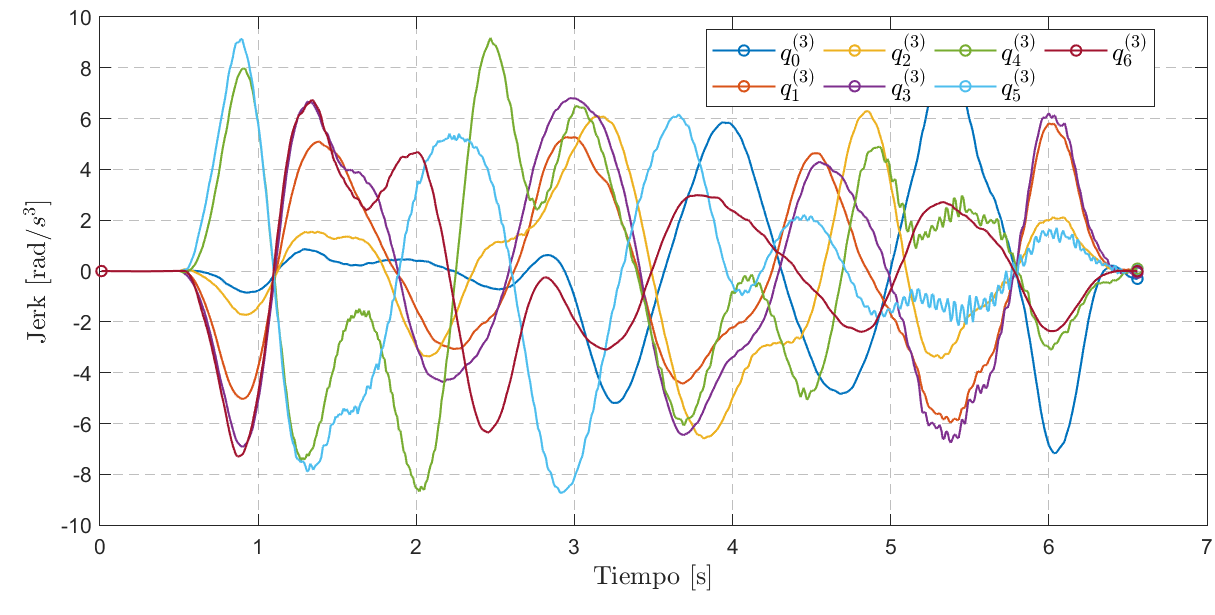 10
8
6
4
2
0
-2
-4
-6
-8
-10
Jerk [rad/s³]
q₀⁽³⁾ q₂⁽³⁾ q₄⁽³⁾ q₆⁽³⁾
q₁⁽³⁾ q₃⁽³⁾ q₅⁽³⁾
0 1 2 3 4 5 6 7
Tiempo [s]